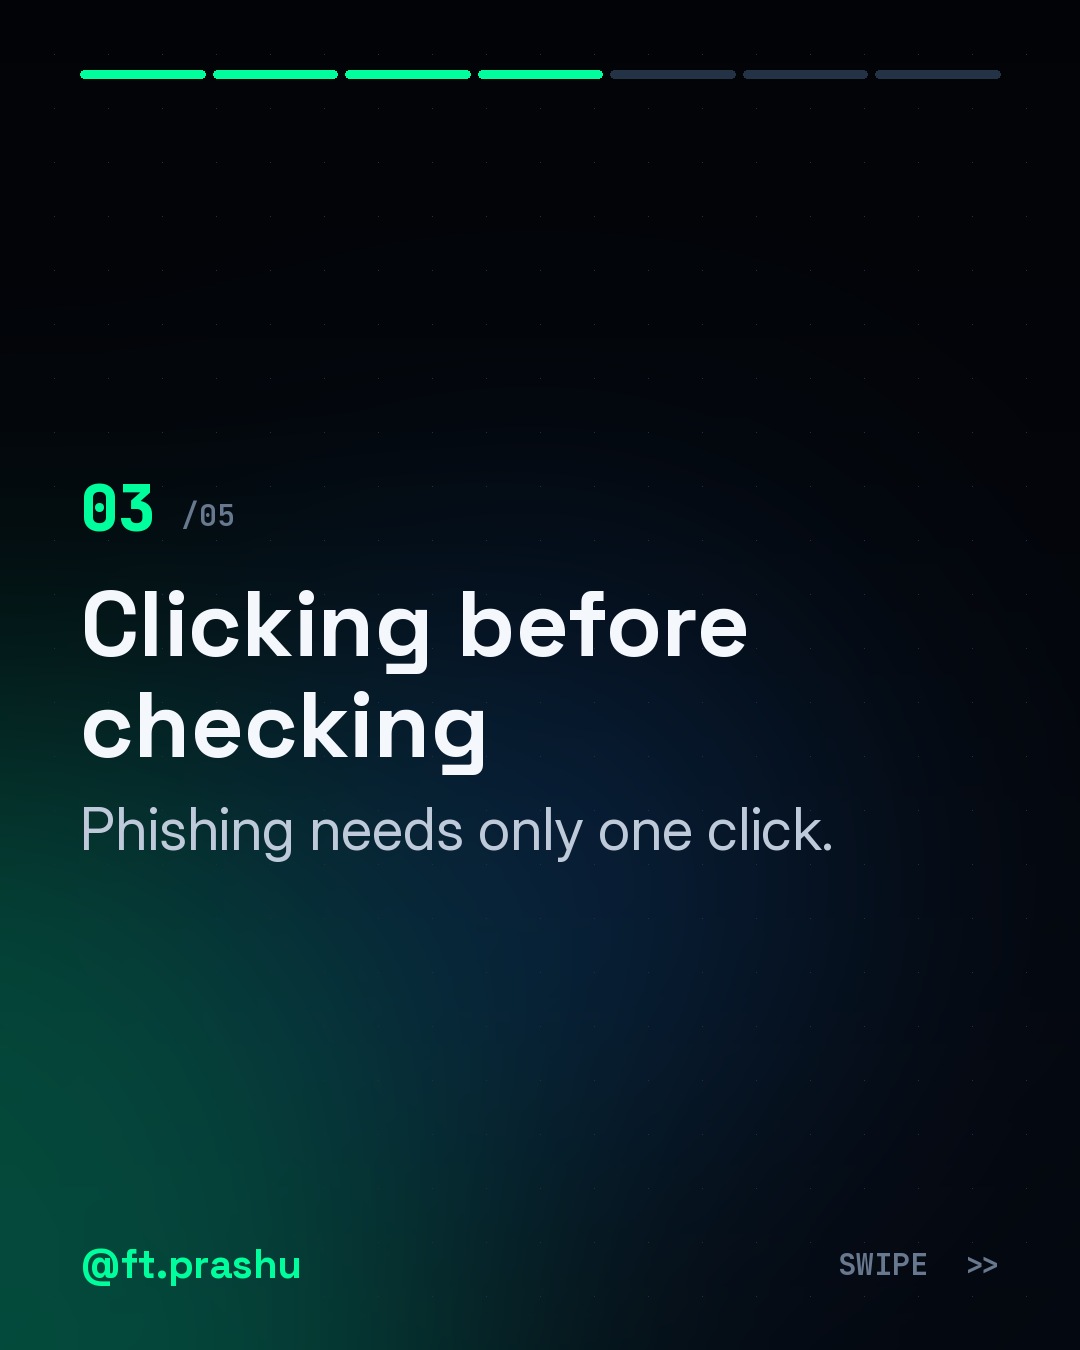 03 /05
Clicking before
checking
Phishing needs only one click.
@ft.prashu
SWIPE >>